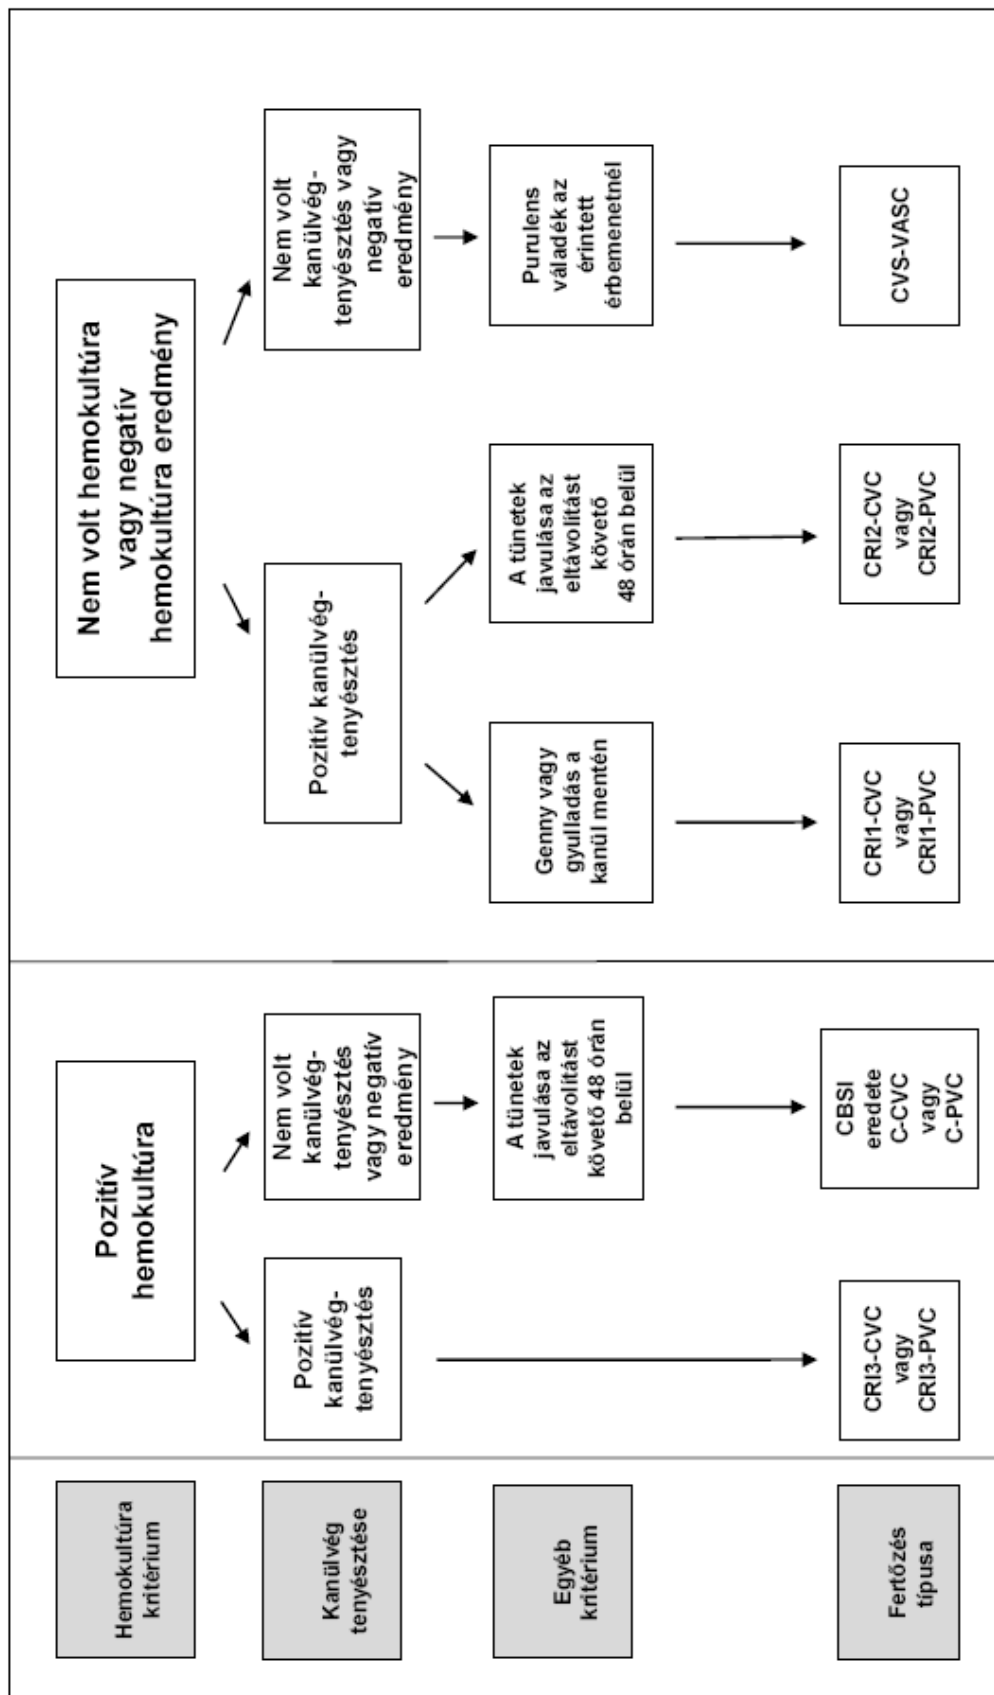 Hemokultúra
kritérium
Pozitív
hemokultúra
Nem volt hemokultúra
vagy negatív
hemokultúra eredmény
Kanülvég
tenyésztése
Pozitív
kanülvég-
tenyésztés
Nem volt
kanülvég-
tenyésztés
vagy negatív
eredmény
Pozitív kanülvég-
tenyésztés
Nem volt
kanülvég-
tenyésztés vagy
negatív
eredmény
Egyéb
kritérium
A tünetek
javulása az
eltávolítást
követő 48 órán
belül
Genny vagy
gyulladás a
kanül mentén
A tünetek
javulása az
eltávolítást
követő
48 órán belül
Purulens
váladék az
érintett
érbemenetnél
Fertőzés
típusa
CRI3-CVC
vagy
CRI3-PVC
CBSI
eredete
C-CVC
vagy
C-PVC
CRI1-CVC
vagy
CRI1-PVC
CRI2-CVC
vagy
CRI2-PVC
CVS-VASC